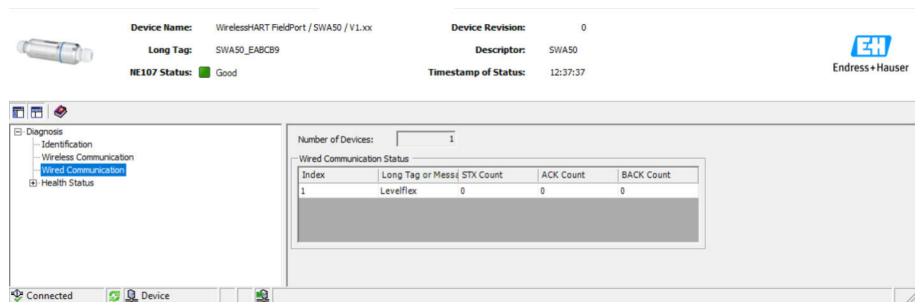 Device Name: WirelessHART FieldPort / SWA50 / V1.xx Device Revision: 0
Long Tag: SWA50_EABCB9 Descriptor: SWA50
NE107 Status: Good Timestamp of Status: 12:37:37
EH
Endress+Hauser
Diagnosis
Identification
Wireless Communication
Wired Communication
Health Status
Number of Devices: 1
Wired Communication Status
Index Long Tag or Messa STX Count ACK Count BACK Count
1 Levelflex 0 0 0
Connected Device